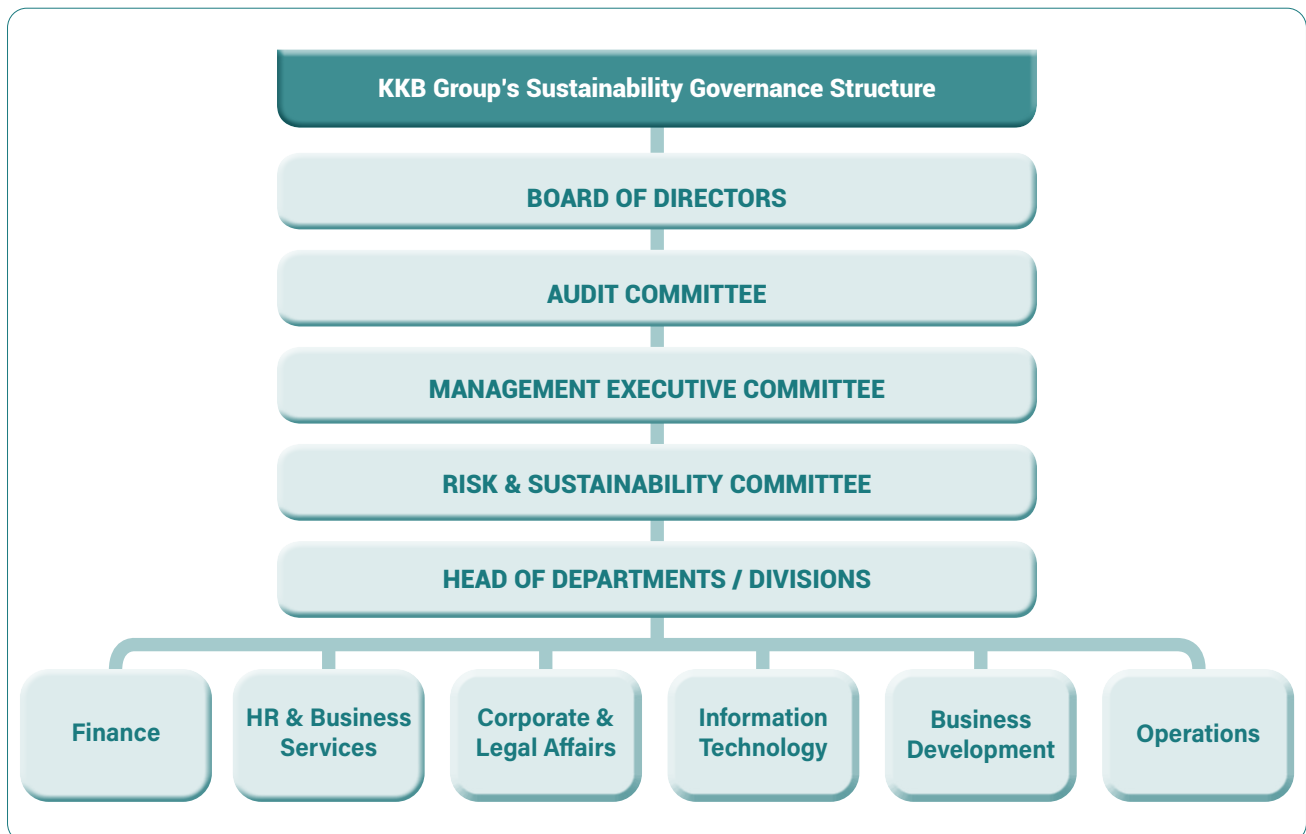 KKB Group's Sustainability Governance Structure
BOARD OF DIRECTORS
AUDIT COMMITTEE
MANAGEMENT EXECUTIVE COMMITTEE
RISK & SUSTAINABILITY COMMITTEE
HEAD OF DEPARTMENTS / DIVISIONS
Finance
HR & Business
Services
Corporate &
Legal Affairs
Information
Technology
Business
Development
Operations